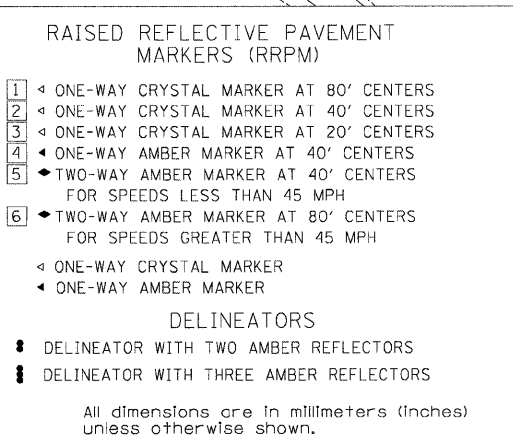 RAISED REFLECTIVE PAVEMENT
MARKERS (RRPM)
1 ONE-WAY CRYSTAL MARKER AT 80' CENTERS
2 ONE-WAY CRYSTAL MARKER AT 40' CENTERS
3 ONE-WAY CRYSTAL MARKER AT 20' CENTERS
4 ONE-WAY AMBER MARKER AT 40' CENTERS
5 TWO-WAY AMBER MARKER AT 40' CENTERS
FOR SPEEDS LESS THAN 45 MPH
6 TWO-WAY AMBER MARKER AT 80' CENTERS
FOR SPEEDS GREATER THAN 45 MPH
ONE-WAY CRYSTAL MARKER
ONE-WAY AMBER MARKER
DELINEATORS
DELINEATOR WITH TWO AMBER REFLECTORS
DELINEATOR WITH THREE AMBER REFLECTORS
All dimensions are in millimeters (inches)
unless otherwise shown.